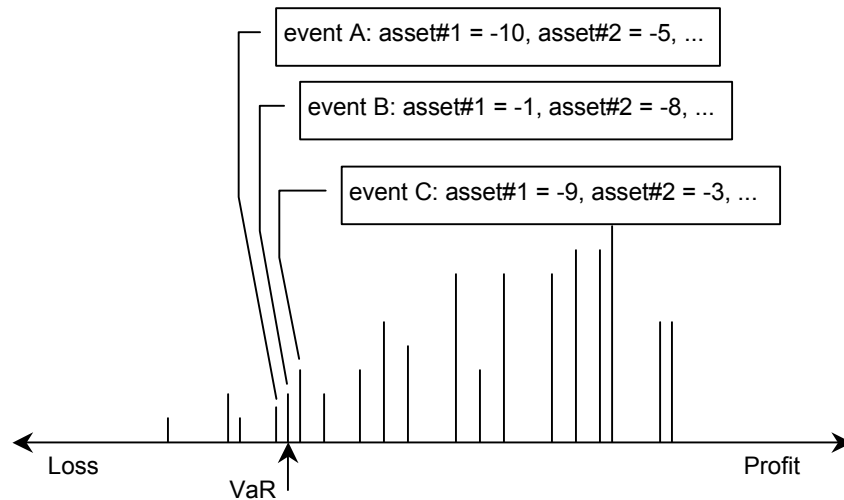 event A: asset#1 = -10, asset#2 = -5, ...
event B: asset#1 = -1, asset#2 = -8, ...
event C: asset#1 = -9, asset#2 = -3, ...
Loss
Profit
VaR